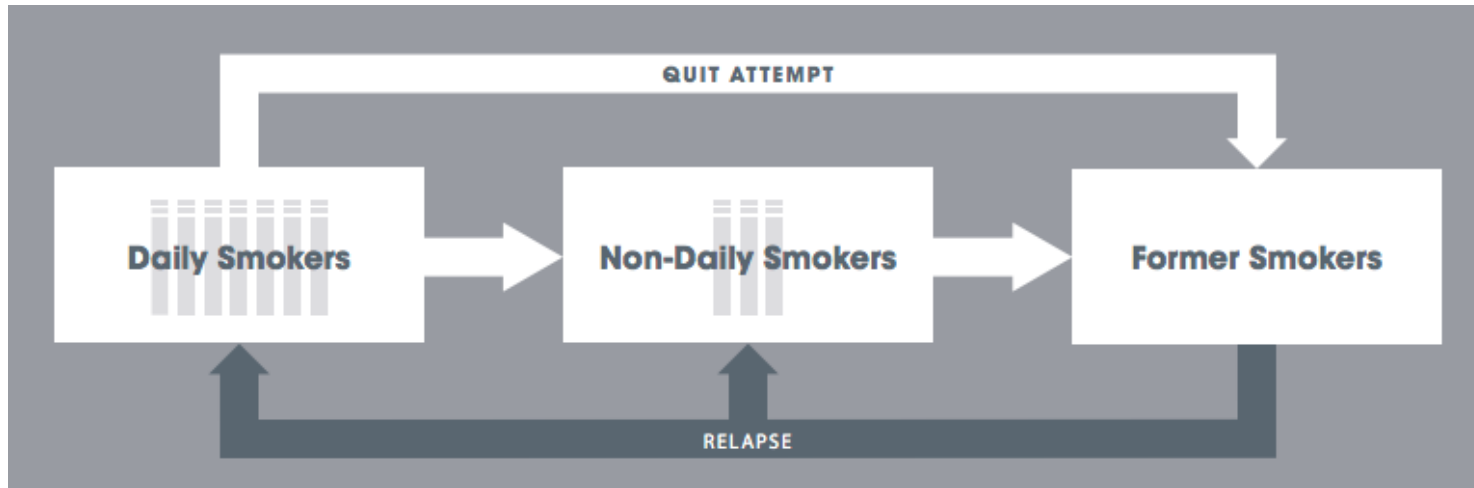 QUIT ATTEMPT
Daily Smokers
Non-Daily Smokers
Former Smokers
RELAPSE